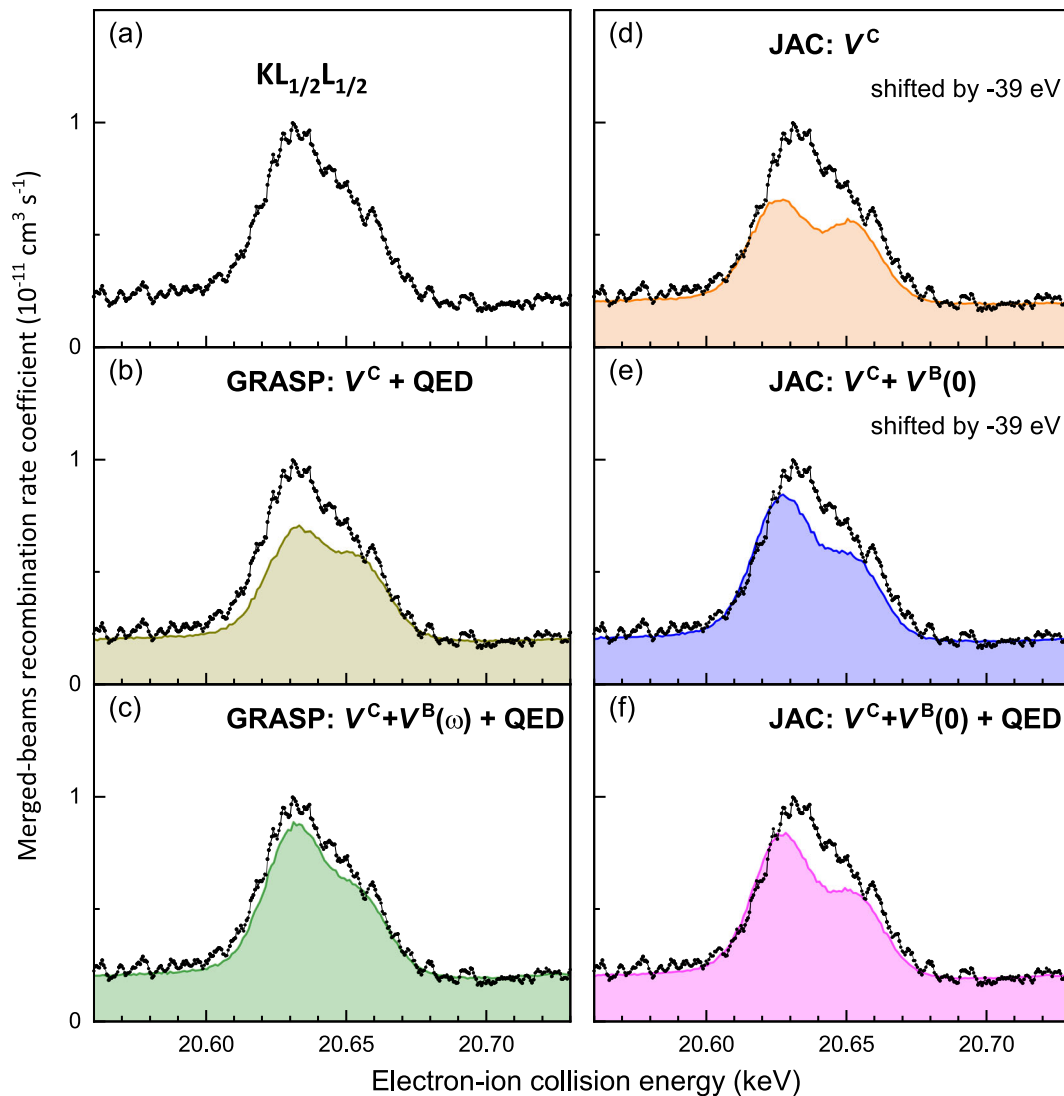 Merged-beams recombination rate coefficient (10⁻¹¹ cm³ s⁻¹)
(a)
KL₁/₂L₁/₂
1
0
(b)
GRASP: Vᶜ + QED
1
0
(c)
GRASP: Vᶜ+Vᴮ(ω) + QED
1
0
20.60 20.65 20.70
(d)
JAC: Vᶜ
shifted by -39 eV
(e)
JAC: Vᶜ+ Vᴮ(0)
shifted by -39 eV
(f)
JAC: Vᶜ+Vᴮ(0) + QED
20.60 20.65 20.70
Electron-ion collision energy (keV)